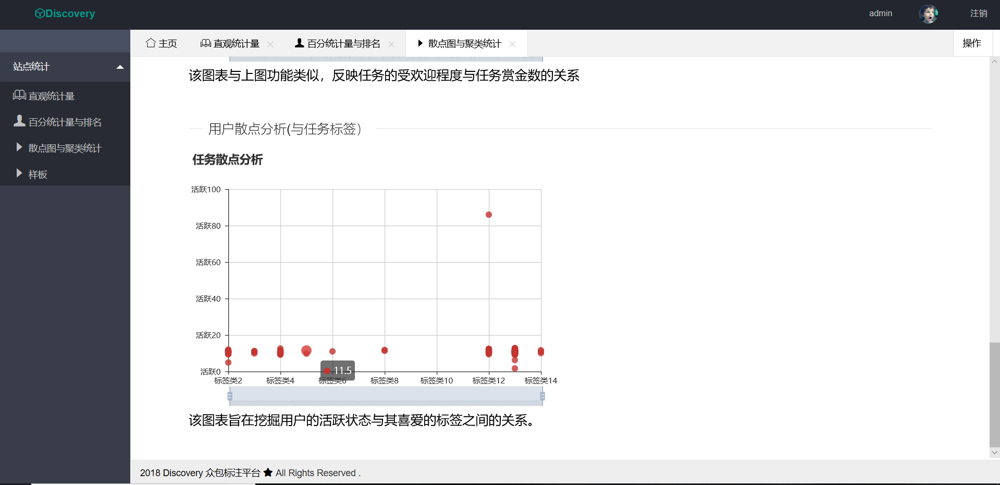 Discovery
admin
注销
主页
直观统计量
百分统计量与排名
散点图与聚类统计
操作
站点统计
直观统计量
百分统计量与排名
散点图与聚类统计
样板
该图表与上图功能类似，反映任务的受欢迎程度与任务赏金数的关系
用户散点分析(与任务标签）
任务散点分析
活跃100
活跃80
活跃60
活跃40
活跃20
活跃0
11.5
标签类2
标签类4
标签类6
标签类8
标签类10
标签类12
标签类14
该图表旨在挖掘用户的活跃状态与其喜爱的标签之间的关系。
2018 Discovery 众包标注平台 ★ All Rights Reserved .